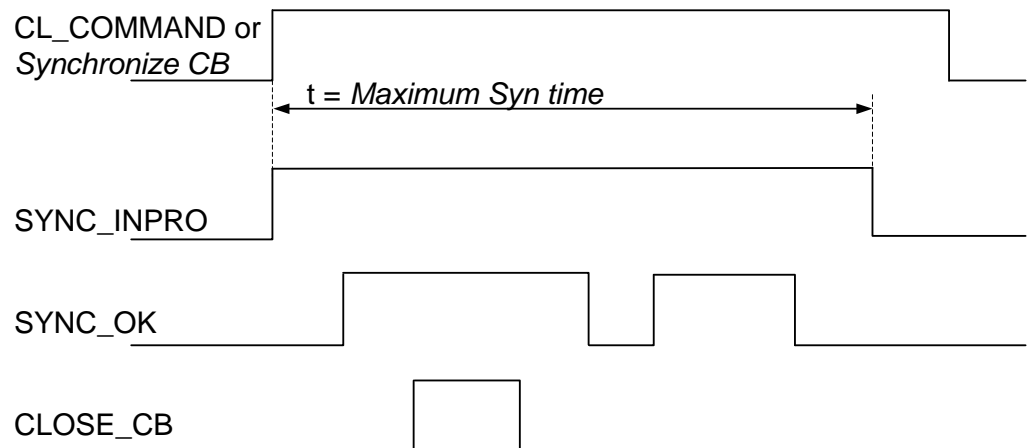 CL_COMMAND or
Synchronize CB
t = Maximum Syn time
SYNC_INPRO
SYNC_OK
CLOSE_CB